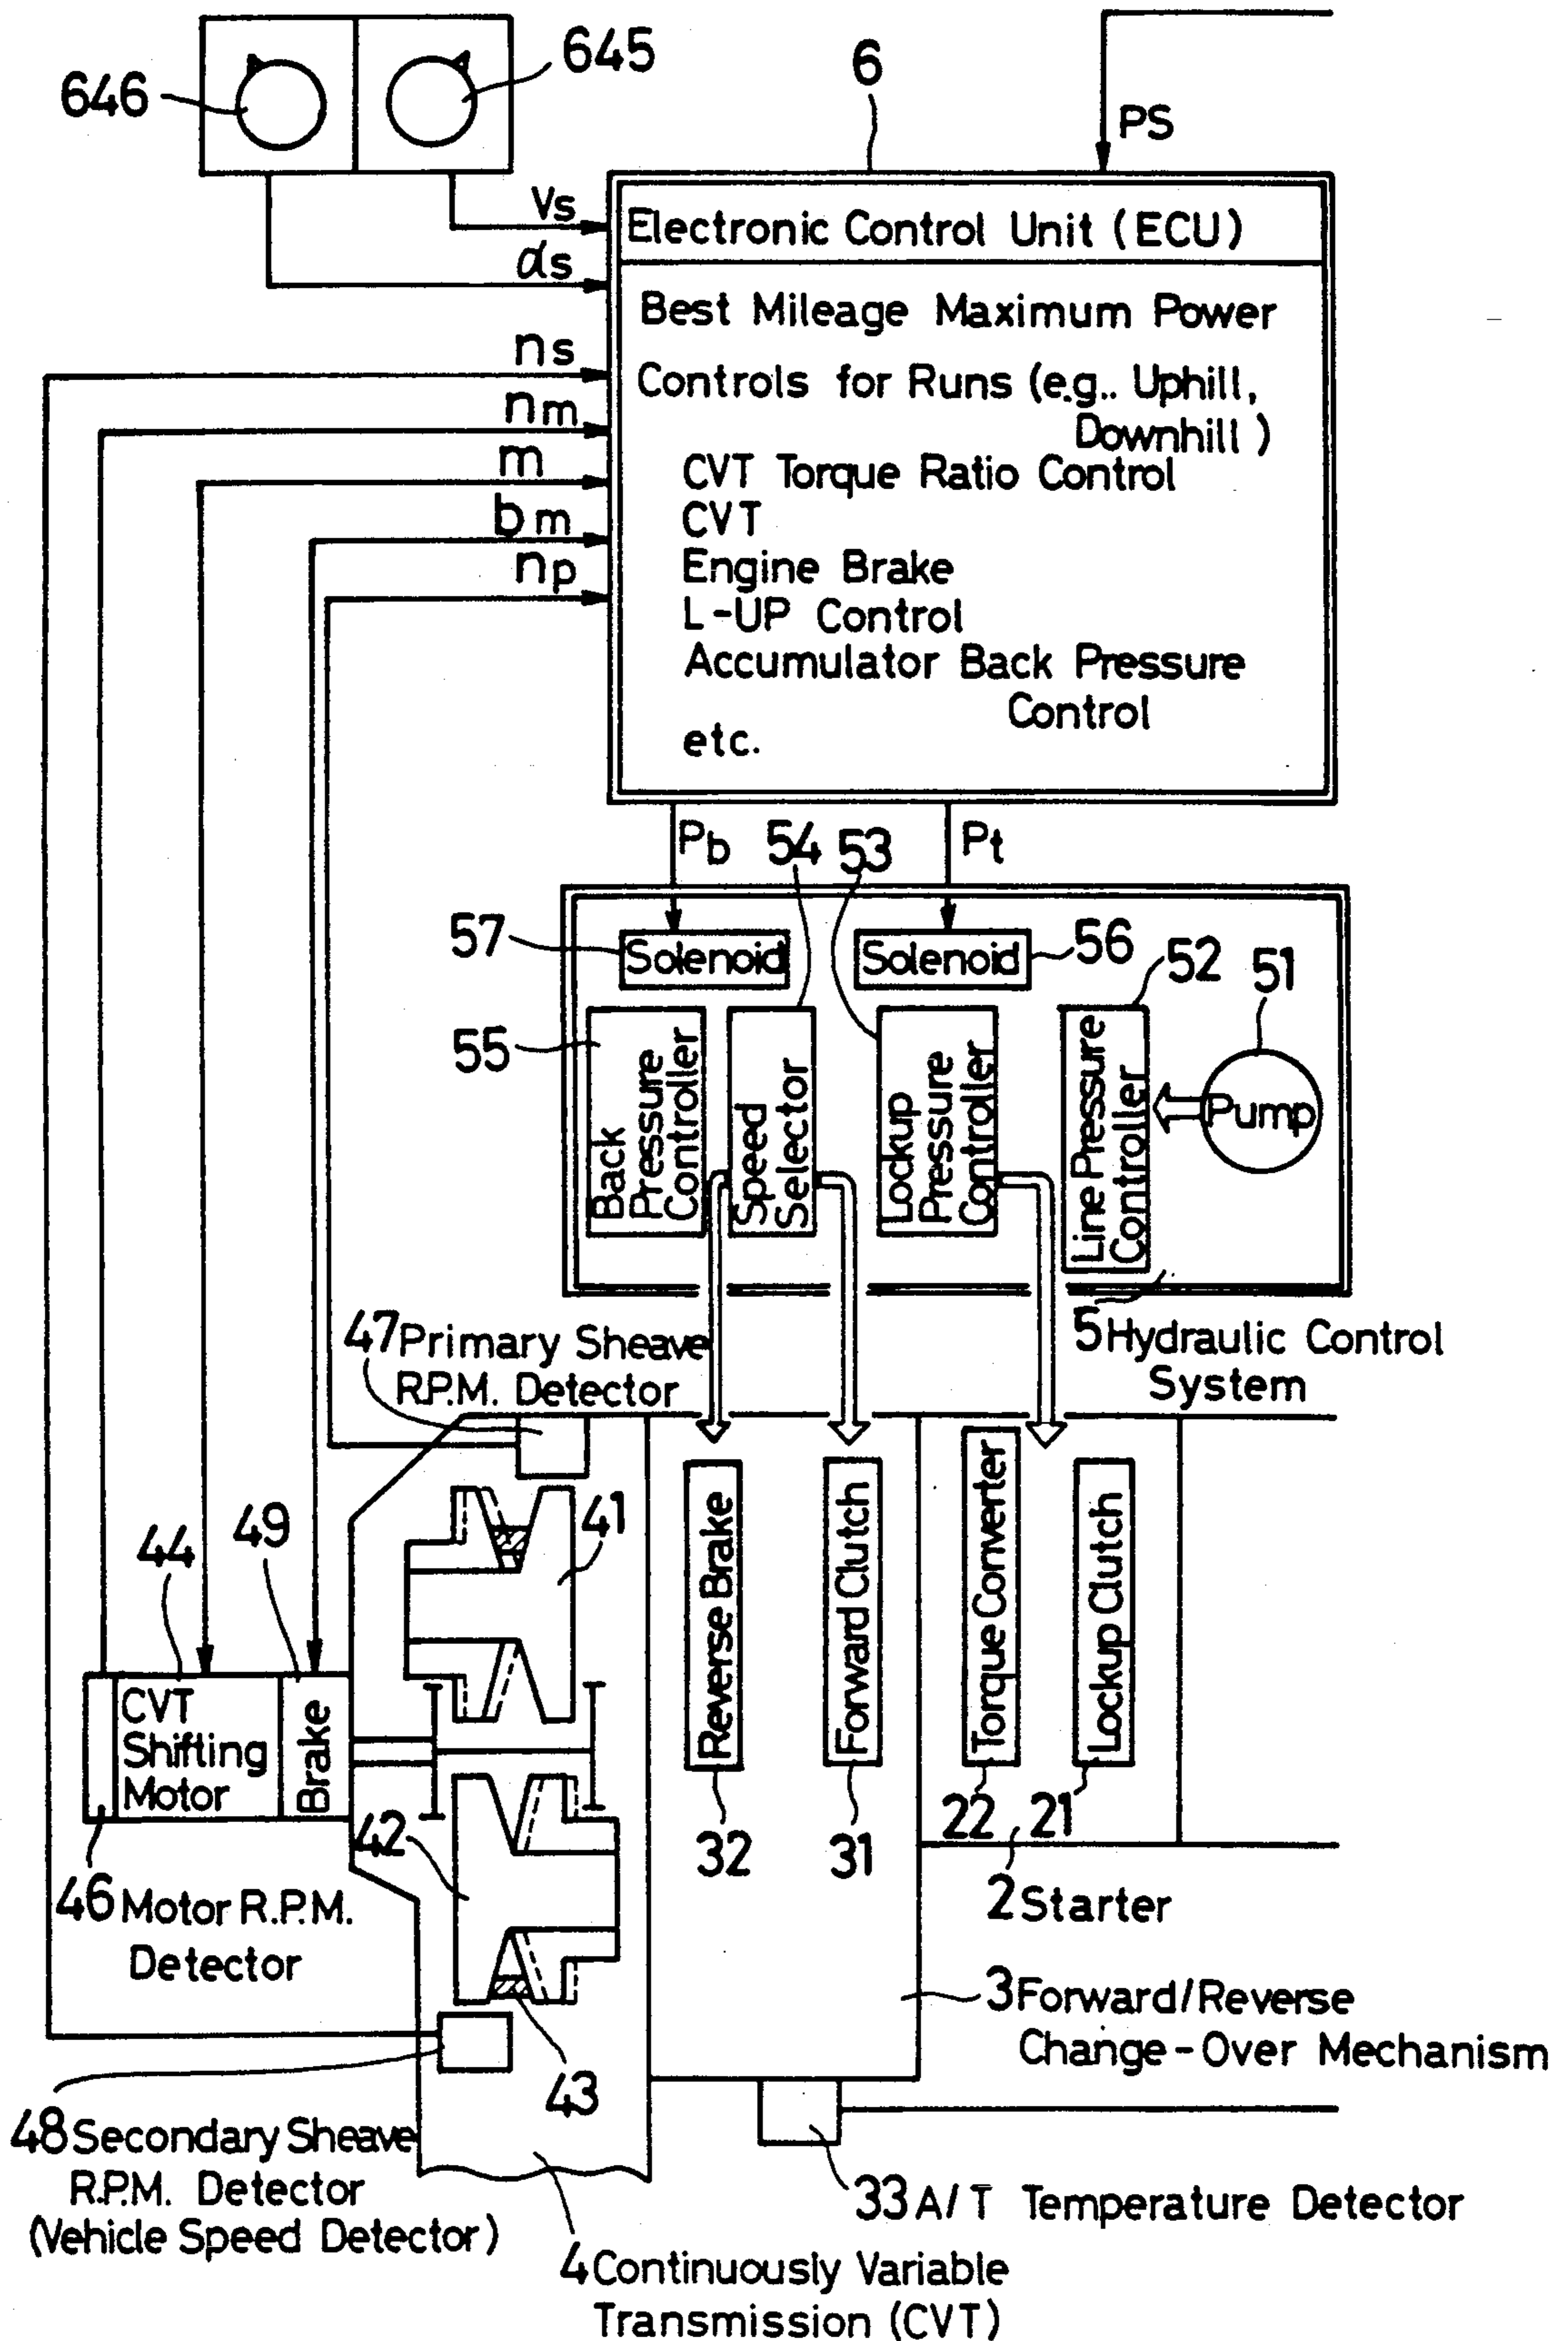 646
645
6
PS
Vs
αs
ns
nm
m
bm
np
Electronic Control Unit (ECU)
Best Mileage Maximum Power
Controls for Runs (e.g.. Uphill,
Downhill)
CVT Torque Ratio Control
CVT
Engine Brake
L-UP Control
Accumulator Back Pressure
Control
etc.
Pb
54
53
Pt
57
Solenoid
Solenoid
56
52
51
55
Back
Pressure
Controller
Speed
Selector
Lockup
Pressure
Controller
Line Pressure
Controller
Pump
5 Hydraulic Control
System
47 Primary Sheave
R.P.M. Detector
44
49
41
CVT
Shifting
Motor
Brake
Reverse Brake
Forward Clutch
Torque Converter
Lockup Clutch
42
32
31
22
21
46 Motor R.P.M.
Detector
2 Starter
3 Forward/Reverse
Change-Over Mechanism
43
48 Secondary Sheave
R.P.M. Detector
(Vehicle Speed Detector)
33 A/T Temperature Detector
4 Continuously Variable
Transmission (CVT)